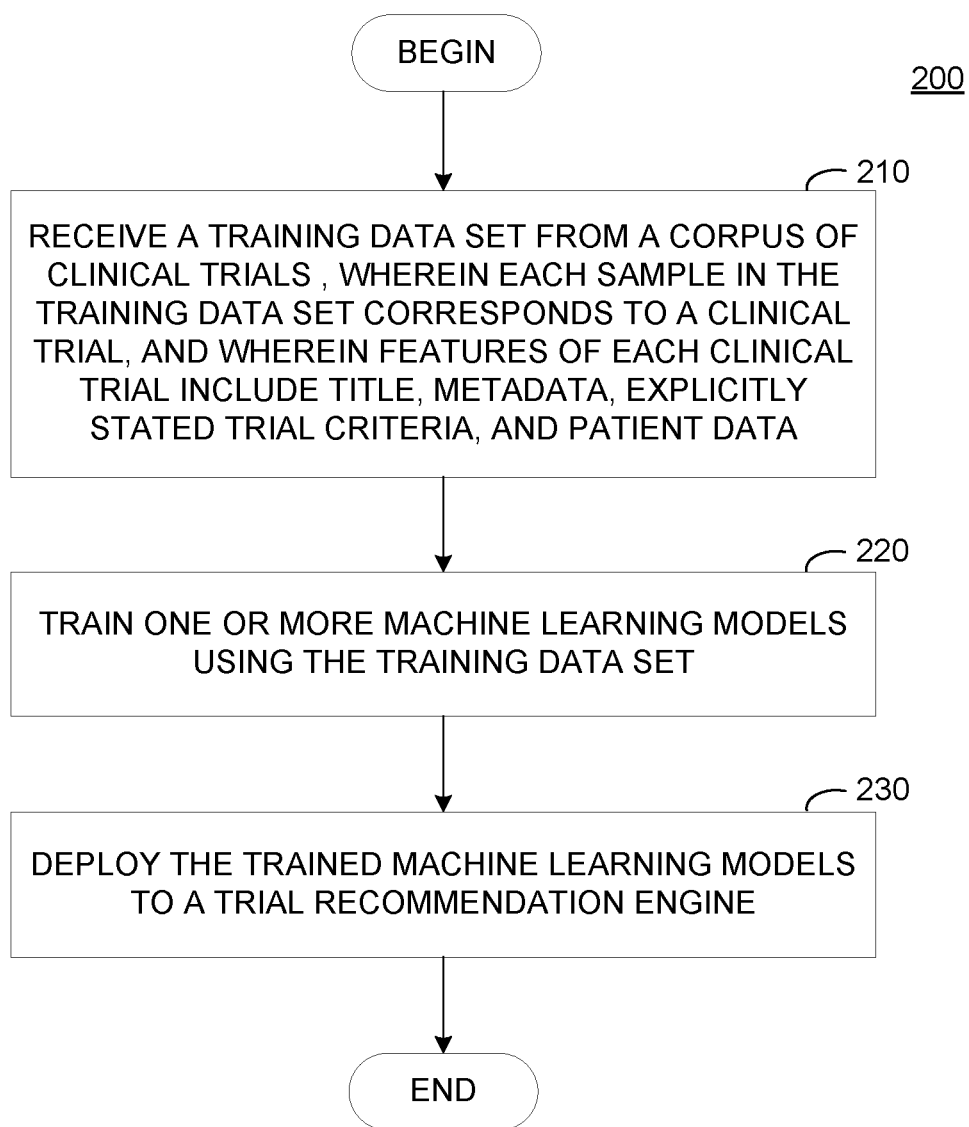 BEGIN
200
210
RECEIVE A TRAINING DATA SET FROM A CORPUS OF
CLINICAL TRIALS , WHEREIN EACH SAMPLE IN THE
TRAINING DATA SET CORRESPONDS TO A CLINICAL
TRIAL, AND WHEREIN FEATURES OF EACH CLINICAL
TRIAL INCLUDE TITLE, METADATA, EXPLICITLY
STATED TRIAL CRITERIA, AND PATIENT DATA
220
TRAIN ONE OR MORE MACHINE LEARNING MODELS
USING THE TRAINING DATA SET
230
DEPLOY THE TRAINED MACHINE LEARNING MODELS
TO A TRIAL RECOMMENDATION ENGINE
END